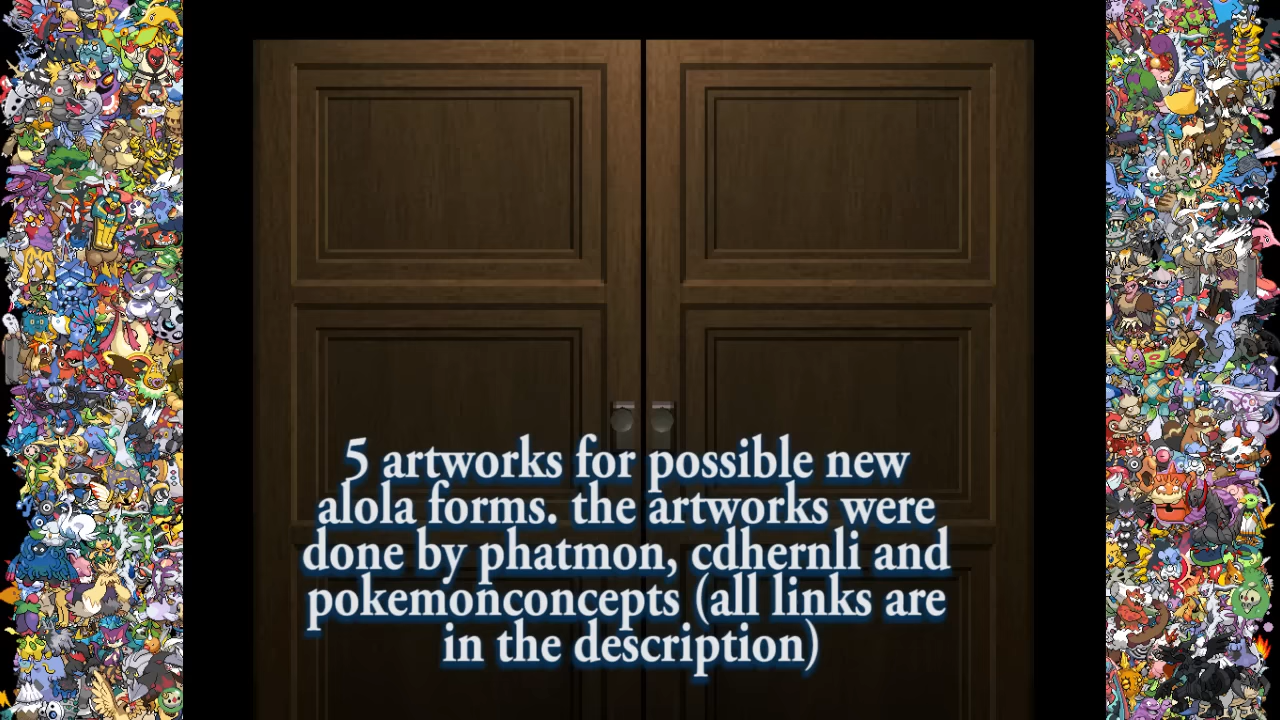 5 artworks for possible new
alola forms. the artworks were
done by phatmon, cdhernli and
pokemonconcepts (all links are
in the description)